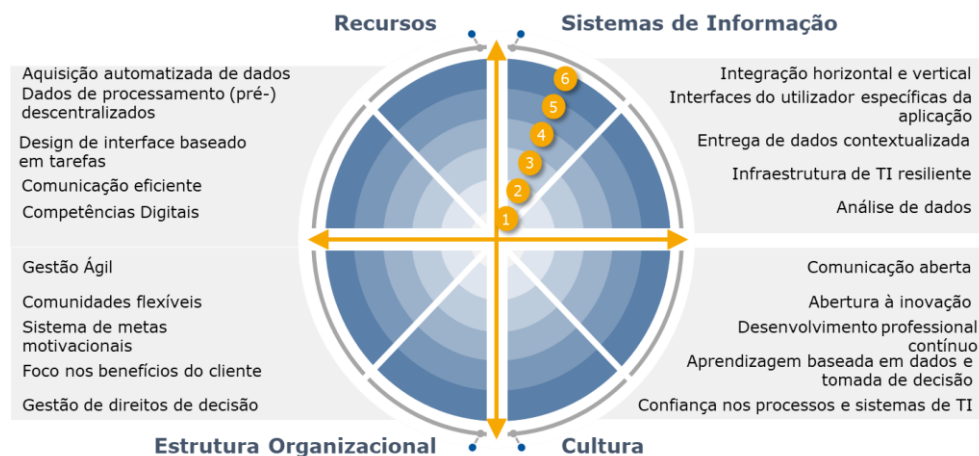 Recursos
Sistemas de Informação
Aquisição automatizada de dados
Dados de processamento (pré-)
descentralizados
Design de interface baseado
em tarefas
Comunicação eficiente
Competências Digitais
6
5
4
3
2
1
Integração horizontal e vertical
Interfaces do utilizador específicas da
aplicação
Entrega de dados contextualizada
Infraestrutura de TI resiliente
Análise de dados
Gestão Ágil
Comunidades flexíveis
Sistema de metas
motivacionais
Foco nos benefícios do cliente
Gestão de direitos de decisão
Comunicação aberta
Abertura à inovação
Desenvolvimento professional
contínuo
Aprendizagem baseada em dados e
tomada de decisão
Confiança nos processos e sistemas de TI
Estrutura Organizacional
Cultura